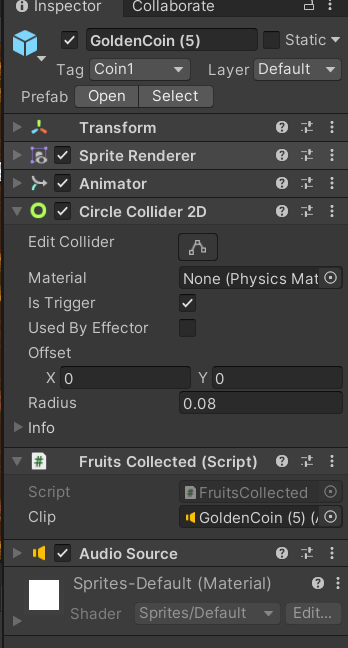 Inspector Collaborate
GoldenCoin (5) Static
Tag Coin1 Layer Default
Prefab Open Select
Transform
Sprite Renderer
Animator
Circle Collider 2D
Edit Collider
Material None (Physics Mat
Is Trigger
Used By Effector
Offset
X 0 Y 0
Radius 0.08
Info
Fruits Collected (Script)
#
Script # FruitsCollected
Clip GoldenCoin (5) (A
Audio Source
Sprites-Default (Material)
Shader Sprites/Default Edit...